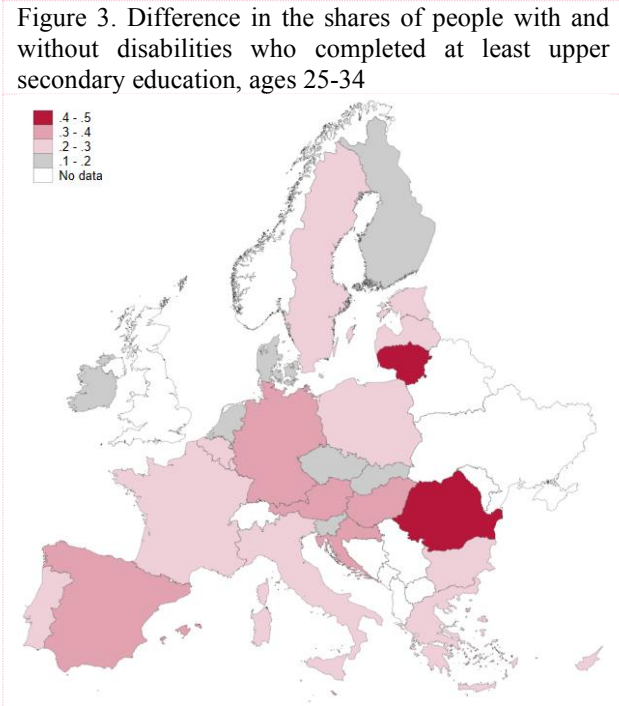 Figure 3. Difference in the shares of people with and
without disabilities who completed at least upper
secondary education, ages 25-34
.4 - .5
.3 - .4
.2 - .3
.1 - .2
No data